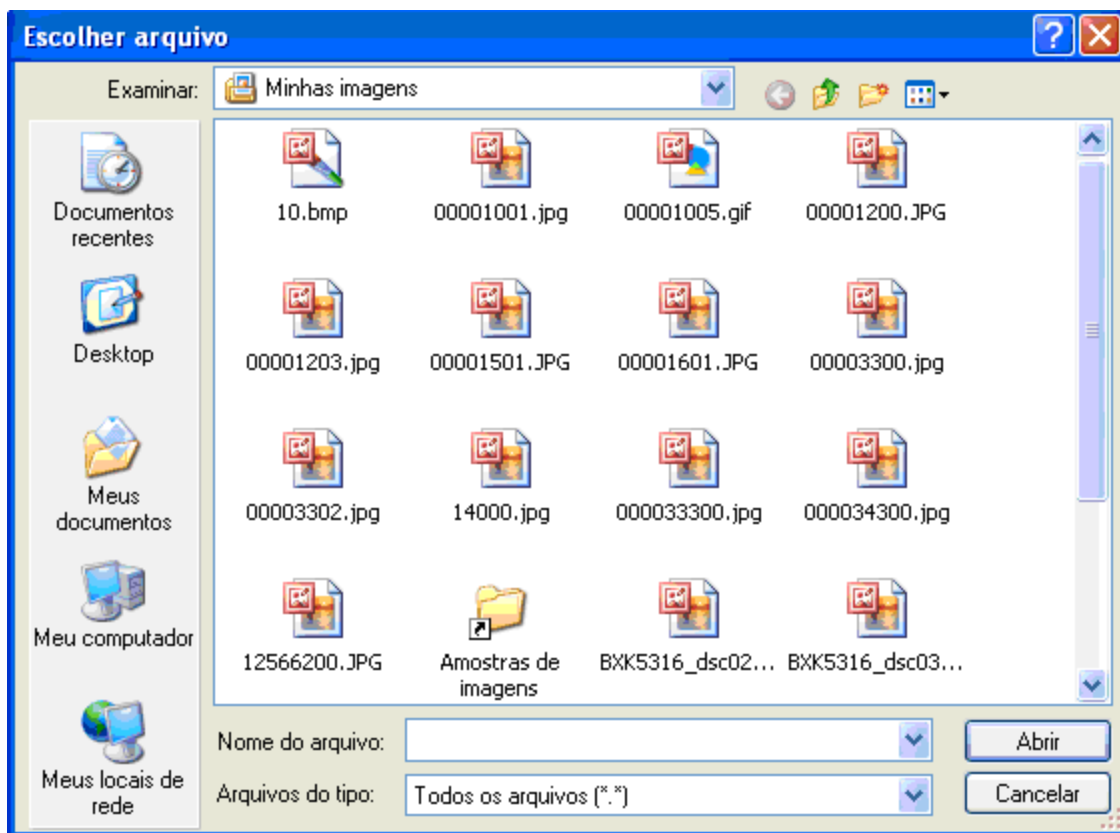 Escolher arquivo
Examinar:
Minhas imagens
Documentos
recentes
Desktop
Meus
documentos
Meu computador
Meus locais de
rede
10.bmp
00001001.jpg
00001005.gif
00001200.JPG
00001203.jpg
00001501.JPG
00001601.JPG
00003300.jpg
00003302.jpg
14000.jpg
000033300.jpg
000034300.jpg
12566200.JPG
Amostras de
imagens
BXK5316_dsc02...
BXK5316_dsc03...
Nome do arquivo:
Abrir
Arquivos do tipo:
Todos os arquivos (*.*)
Cancelar